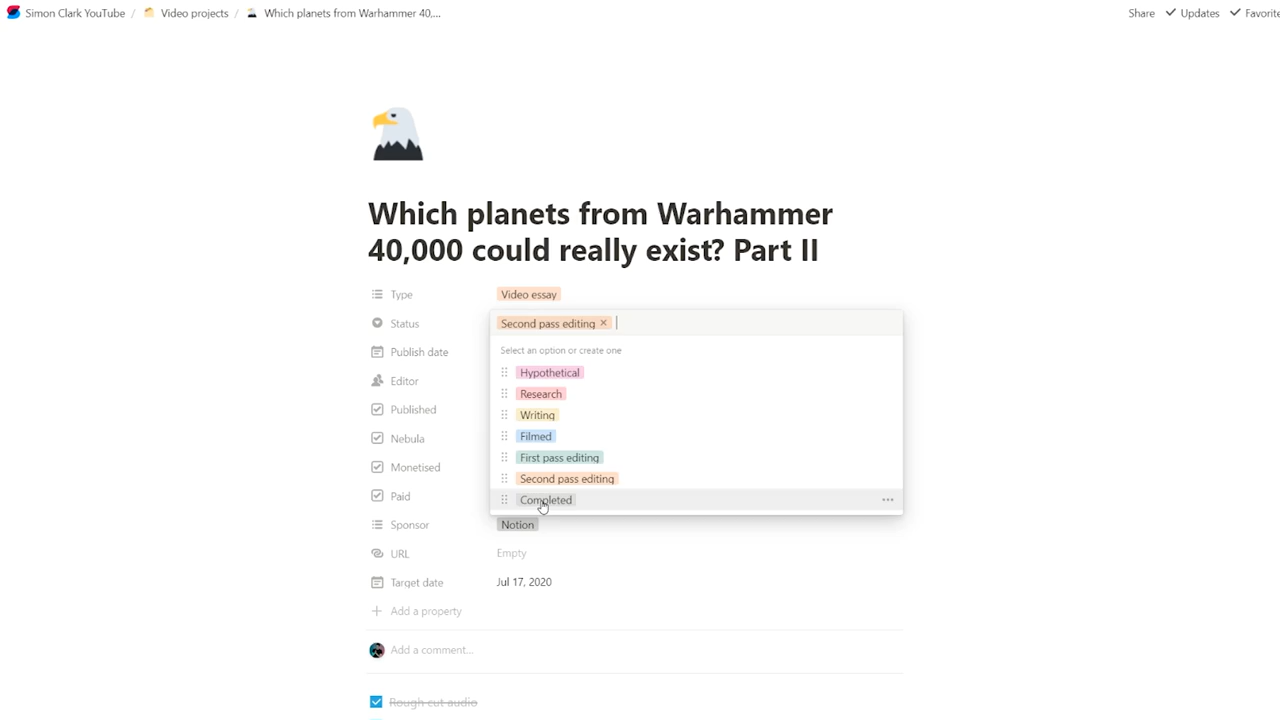 Simon Clark YouTube / Video projects / Which planets from Warhammer 40,...
Share Updates Favorite
Which planets from Warhammer
40,000 could really exist? Part II
Type Video essay
Status Second pass editing
Select an option or create one
Publish date
Hypothetical
Editor
Research
Published
Writing
Nebula
Filmed
First pass editing
Monetised
Second pass editing
Paid
Completed
Sponsor Notion
URL Empty
Target date Jul 17, 2020
Add a property
Add a comment...
Rough cut audio